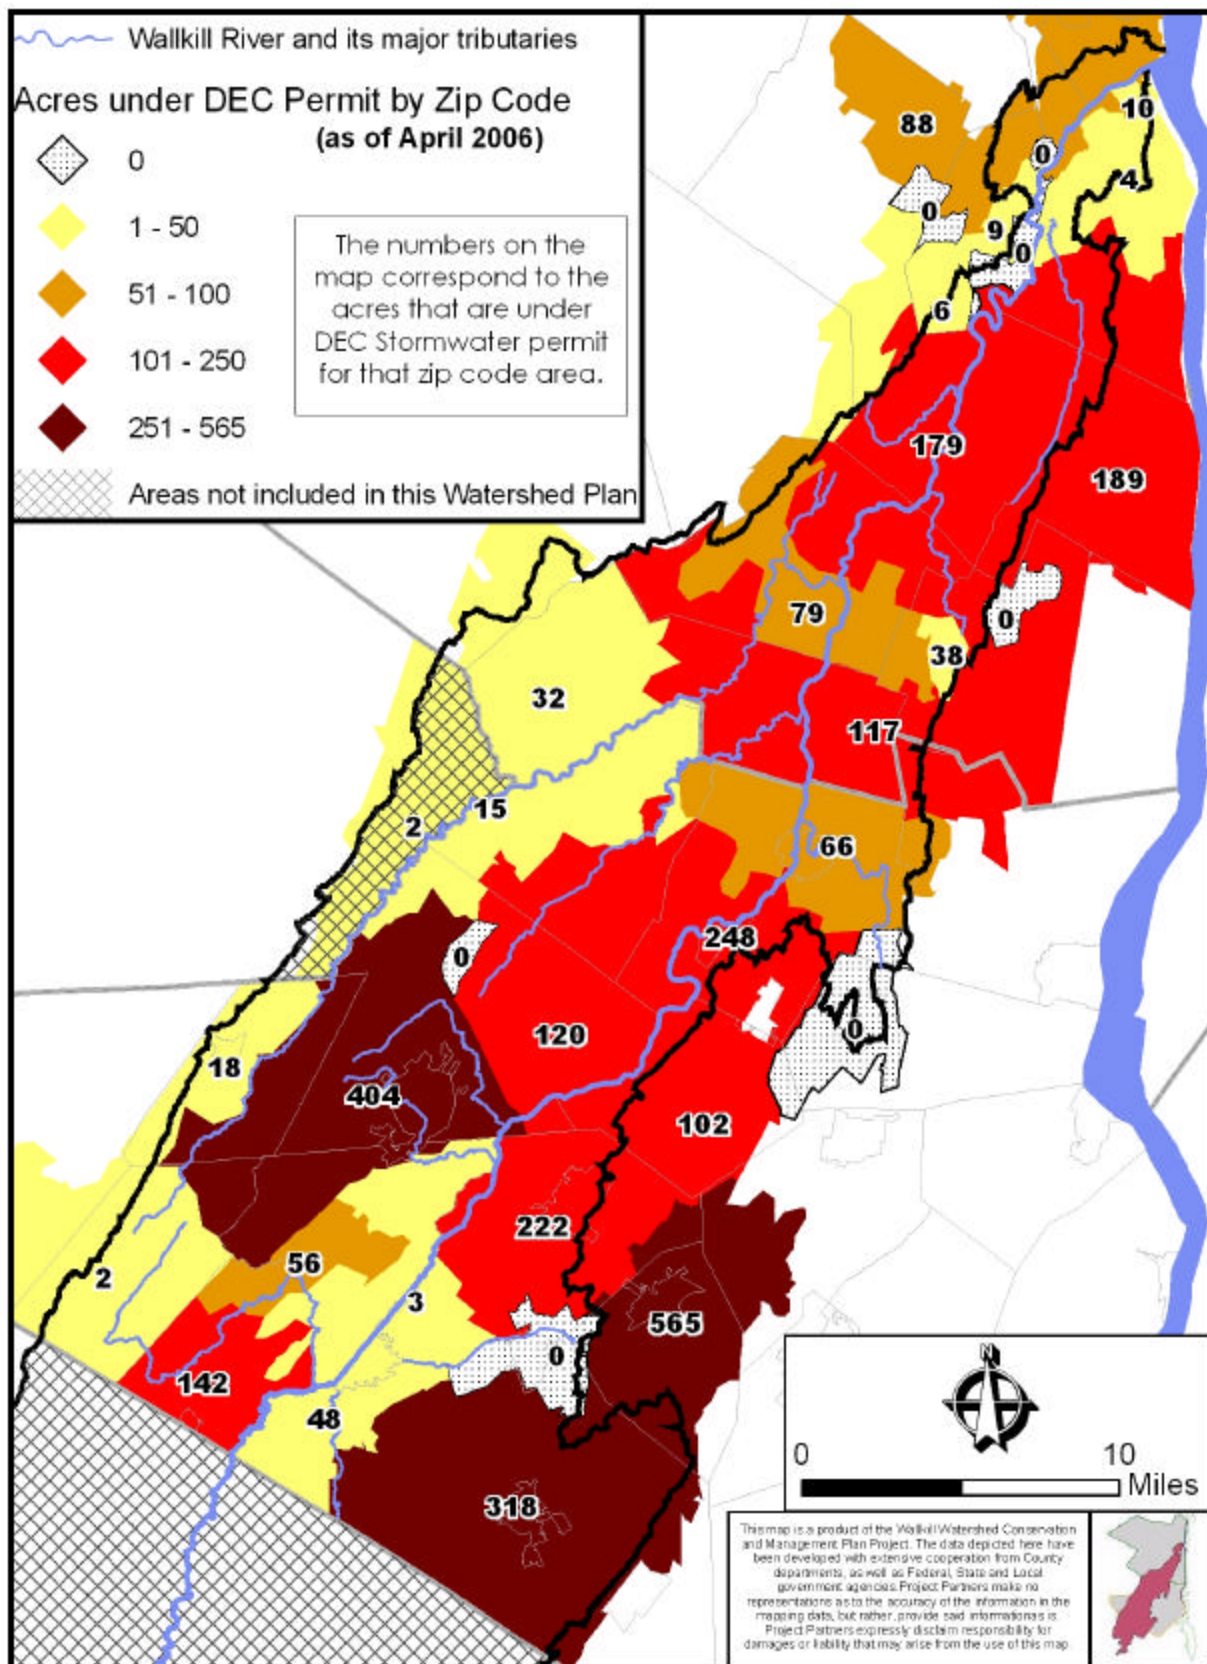 Wallkill River and its major tributaries
Acres under DEC Permit by Zip Code
(as of April 2006)
0
1 - 50
51 - 100
101 - 250
251 - 565
Areas not included in this Watershed Plan
The numbers on the
map correspond to the
acres that are under
DEC Stormwater permit
for that zip code area.
10
88
0
4
0
9
0
6
179
189
79
0
38
32
117
15
2
66
248
0
120
0
18
404
102
222
56
2
3
565
0
142
48
318
N
0 10
Miles
This map is a product of the Wallkill Watershed Conservation
and Management Plan Project. The data depicted here have
been developed with extensive cooperation from County
departments, as well as Federal, State and Local
government agencies. Project Partners make no
representations as to the accuracy of the information in the
mapping data, but rather, provide said information as is.
Project Partners expressly disclaim responsibility for
damages or liability that may arise from the use of this map